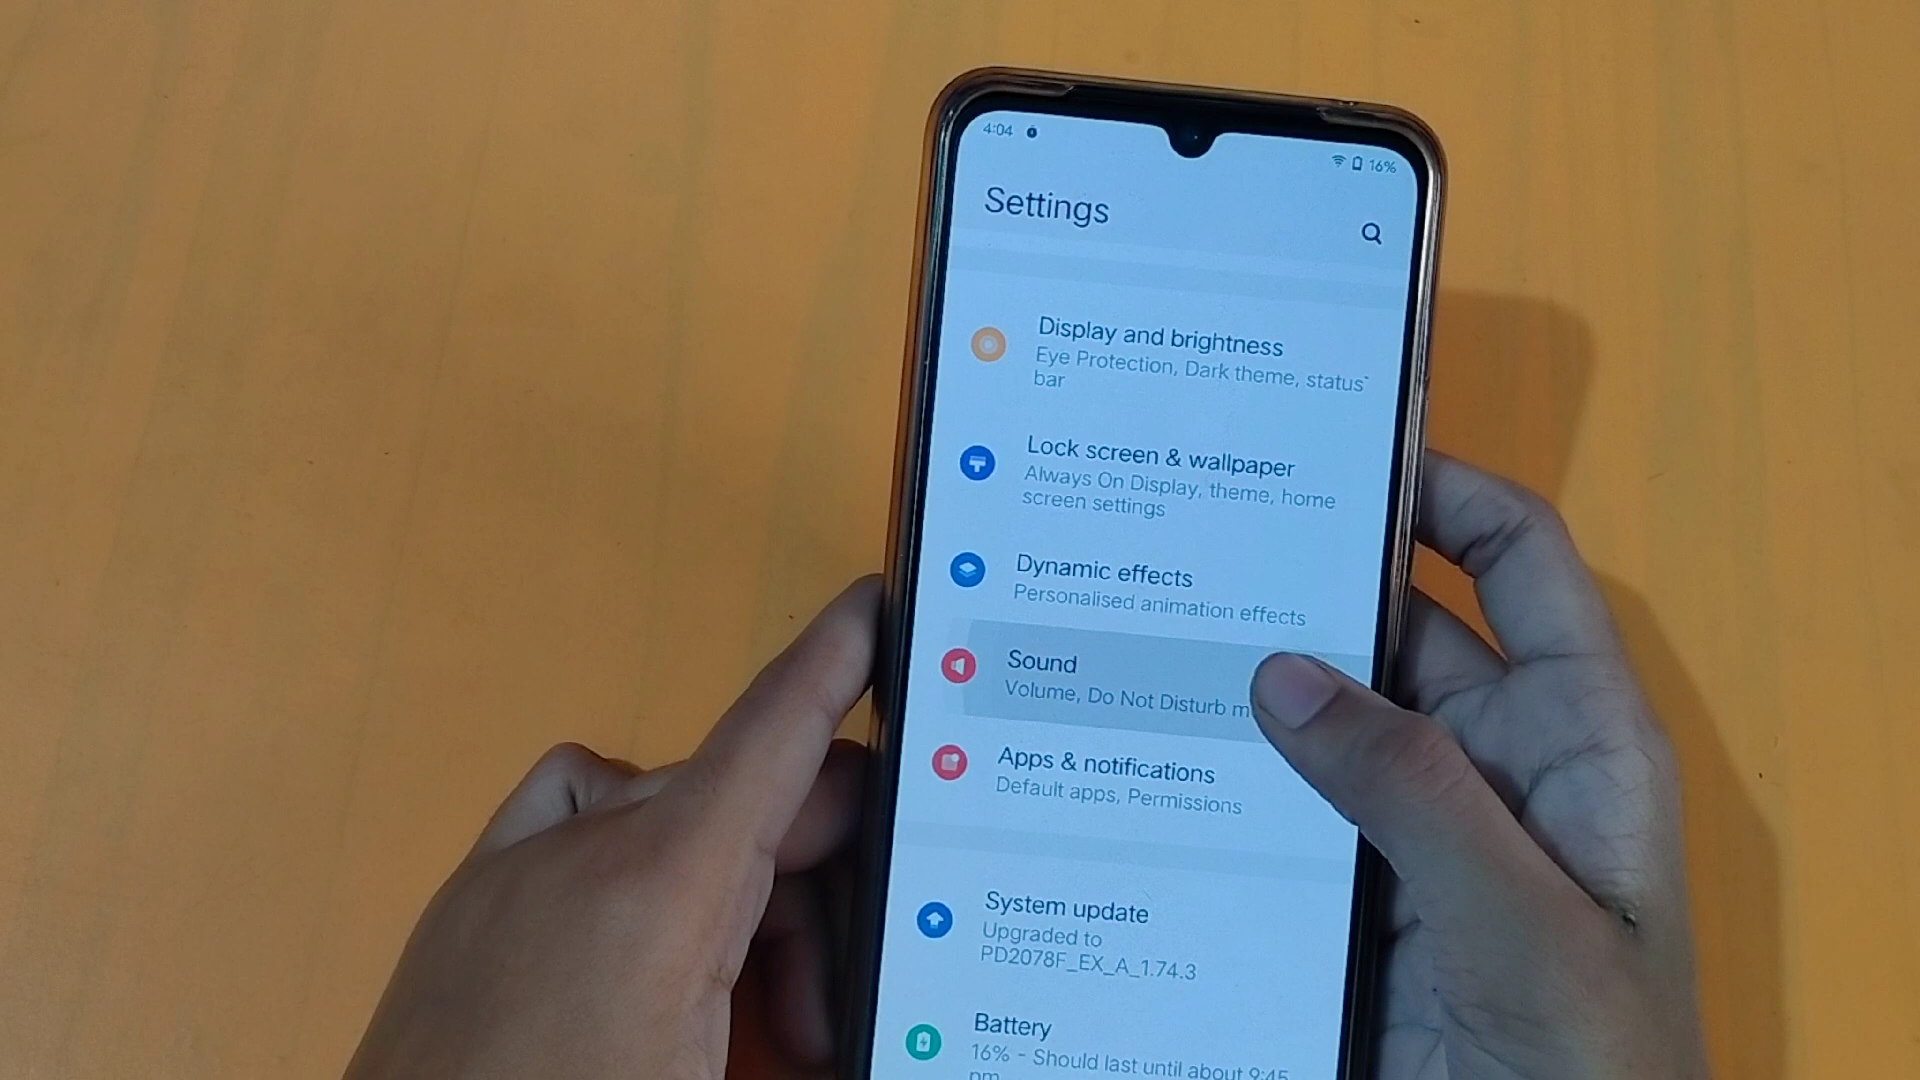 4:04
16%
Settings
Display and brightness
Eye Protection, Dark theme, status
bar
Lock screen & wallpaper
Always On Display, theme, home
screen settings
Dynamic effects
Personalised animation effects
Sound
Volume, Do Not Disturb m
Apps & notifications
Default apps, Permissions
System update
Upgraded to
PD2078F_EX_A_1.74.3
Battery
16% - Should last until about 9:45
pm